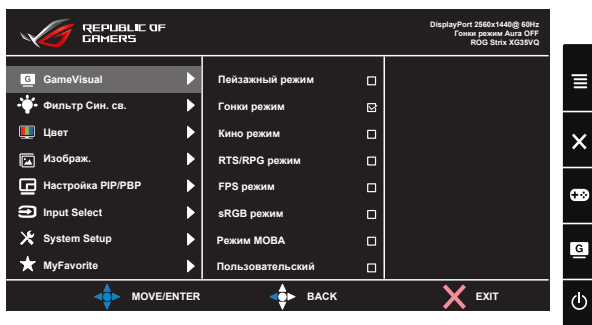 REPUBLIC OF
GAMERS
DisplayPort 2560x1440@ 60Hz
Гонки режим Aura OFF
ROG Strix XG35VQ
G GameVisual
Фильтр Син. св.
Цвет
Изображ.
Настройка PIP/PBP
Input Select
System Setup
MyFavorite
Пейзажный режим
Гонки режим
Кино режим
RTS/RPG режим
FPS режим
sRGB режим
Режим MOBA
Пользовательский
MOVE/ENTER
BACK
EXIT
G